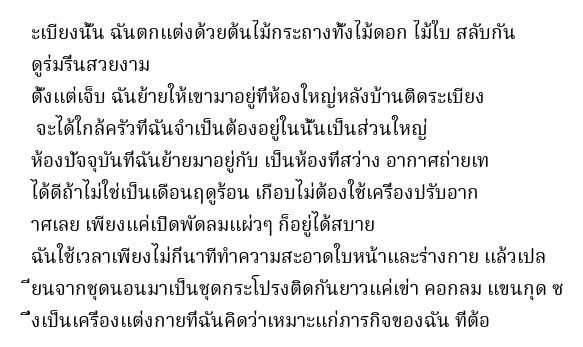 ะเบียงนั้น ฉันตกแต่งด้วยต้นไม้กระถางทั้งไม้ดอก ไม้ใบ สลับกัน
ดูร่มรื่นสวยงาม
ตั้งแต่เจ็บ ฉันย้ายให้เขามาอยู่ที่ห้องใหญ่หลังบ้านติดระเบียง
จะได้ใกล้ครัวที่ฉันจำเป็นต้องอยู่ในนั้นเป็นส่วนใหญ่
ห้องปัจจุบันที่ฉันย้ายมาอยู่กับ เป็นห้องที่สว่าง อากาศถ่ายเท
ได้ดีถ้าไม่ใช่เป็นเดือนฤดูร้อน เกือบไม่ต้องใช้เครื่องปรับอาก
าศเลย เพียงแค่เปิดพัดลมแผ่วๆ ก็อยู่ได้สบาย
ฉันใช้เวลาเพียงไม่กี่นาทีทำความสะอาดใบหน้าและร่างกาย แล้วเปล
ี่ยนจากชุดนอนมาเป็นชุดกระโปรงติดกันยาวแค่เข่า คอกลม แขนกุด ซ
ึ่งเป็นเครื่องแต่งกายที่ฉันคิดว่าเหมาะแก่ภารกิจของฉัน ที่ต้อ